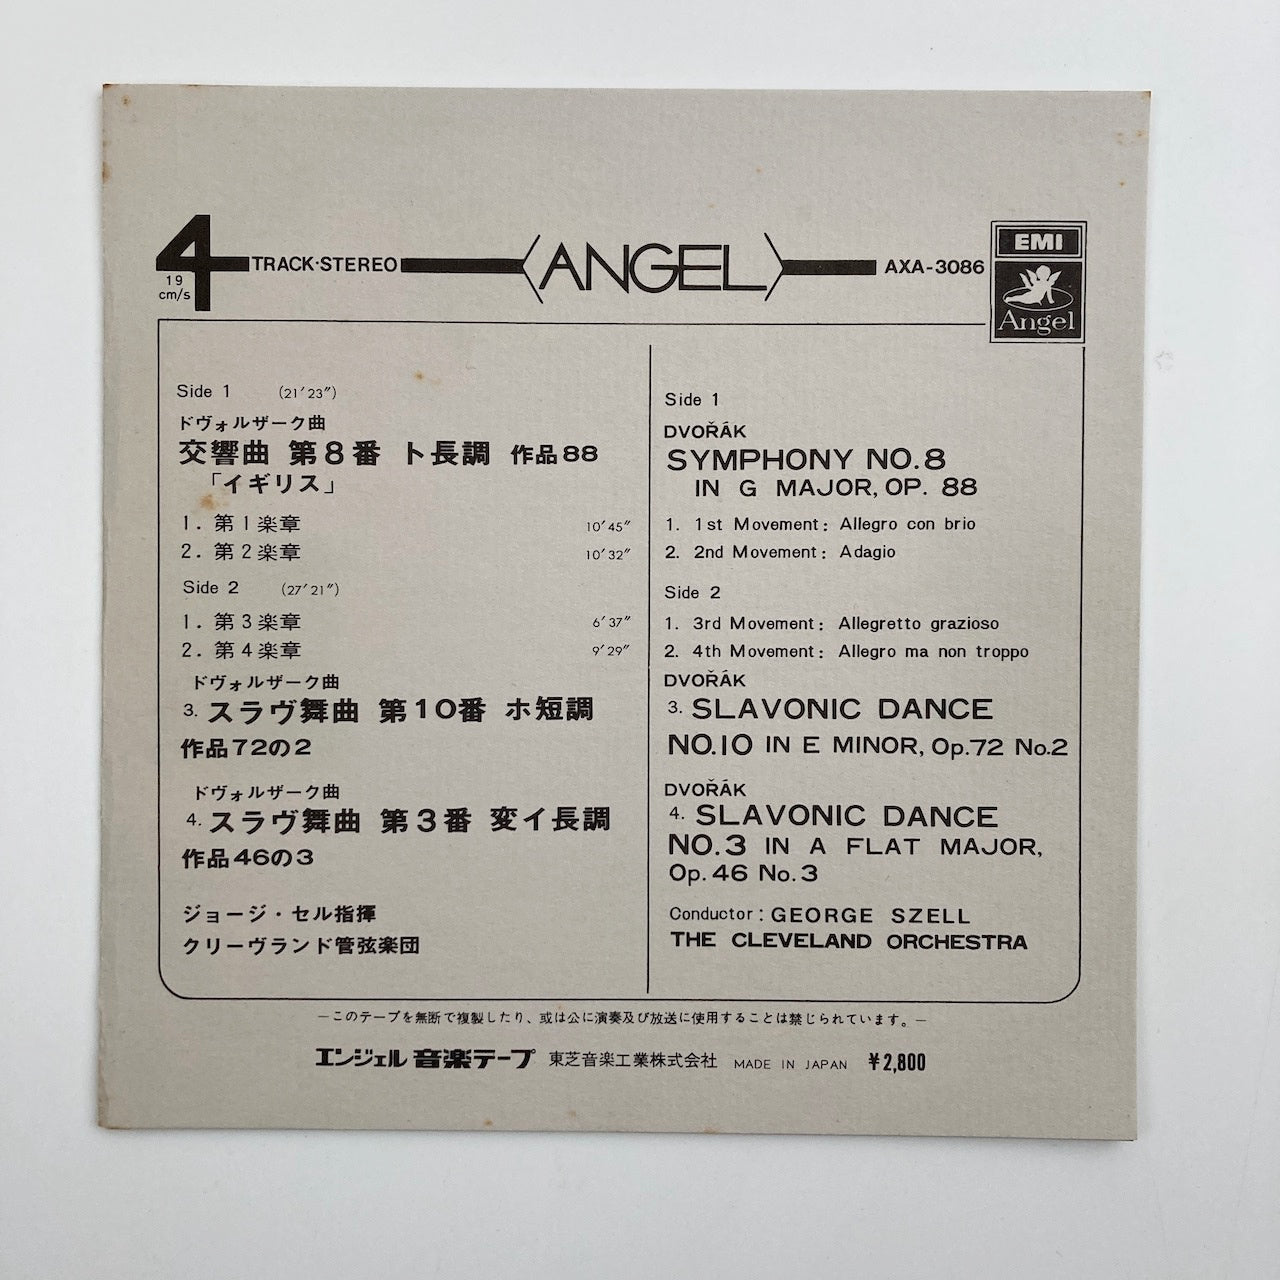 4 TRACK·STEREO
19 cm/s
ANGEL
AXA-3086
EMI
Angel
Side 1 (21′23″)
ドヴォルザーク曲
交響曲 第8番 ト長調 作品88
「イギリス」
1. 第1楽章 10′45″
2. 第2楽章 10′32″
Side 2 (27′21″)
1. 第3楽章 6′37″
2. 第4楽章 9′29″
ドヴォルザーク曲
3. スラヴ舞曲 第10番 ホ短調
作品72の2
ドヴォルザーク曲
4. スラヴ舞曲 第3番 変イ長調
作品46の3
ジョージ・セル指揮
クリーヴランド管弦楽団
Side 1
DVOŘÁK
SYMPHONY NO.8
IN G MAJOR, OP. 88
1. 1st Movement: Allegro con brio
2. 2nd Movement: Adagio
Side 2
1. 3rd Movement: Allegretto grazioso
2. 4th Movement: Allegro ma non troppo
DVOŘÁK
3. SLAVONIC DANCE
NO.10 IN E MINOR, Op.72 No.2
DVOŘÁK
4. SLAVONIC DANCE
NO.3 IN A FLAT MAJOR,
Op.46 No.3
Conductor: GEORGE SZELL
THE CLEVELAND ORCHESTRA
—このテープを無断で複製したり、或は公に演奏及び放送に使用することは禁じられています。—
エンジェル 音楽テープ 東芝音楽工業株式会社 MADE IN JAPAN ¥2,800